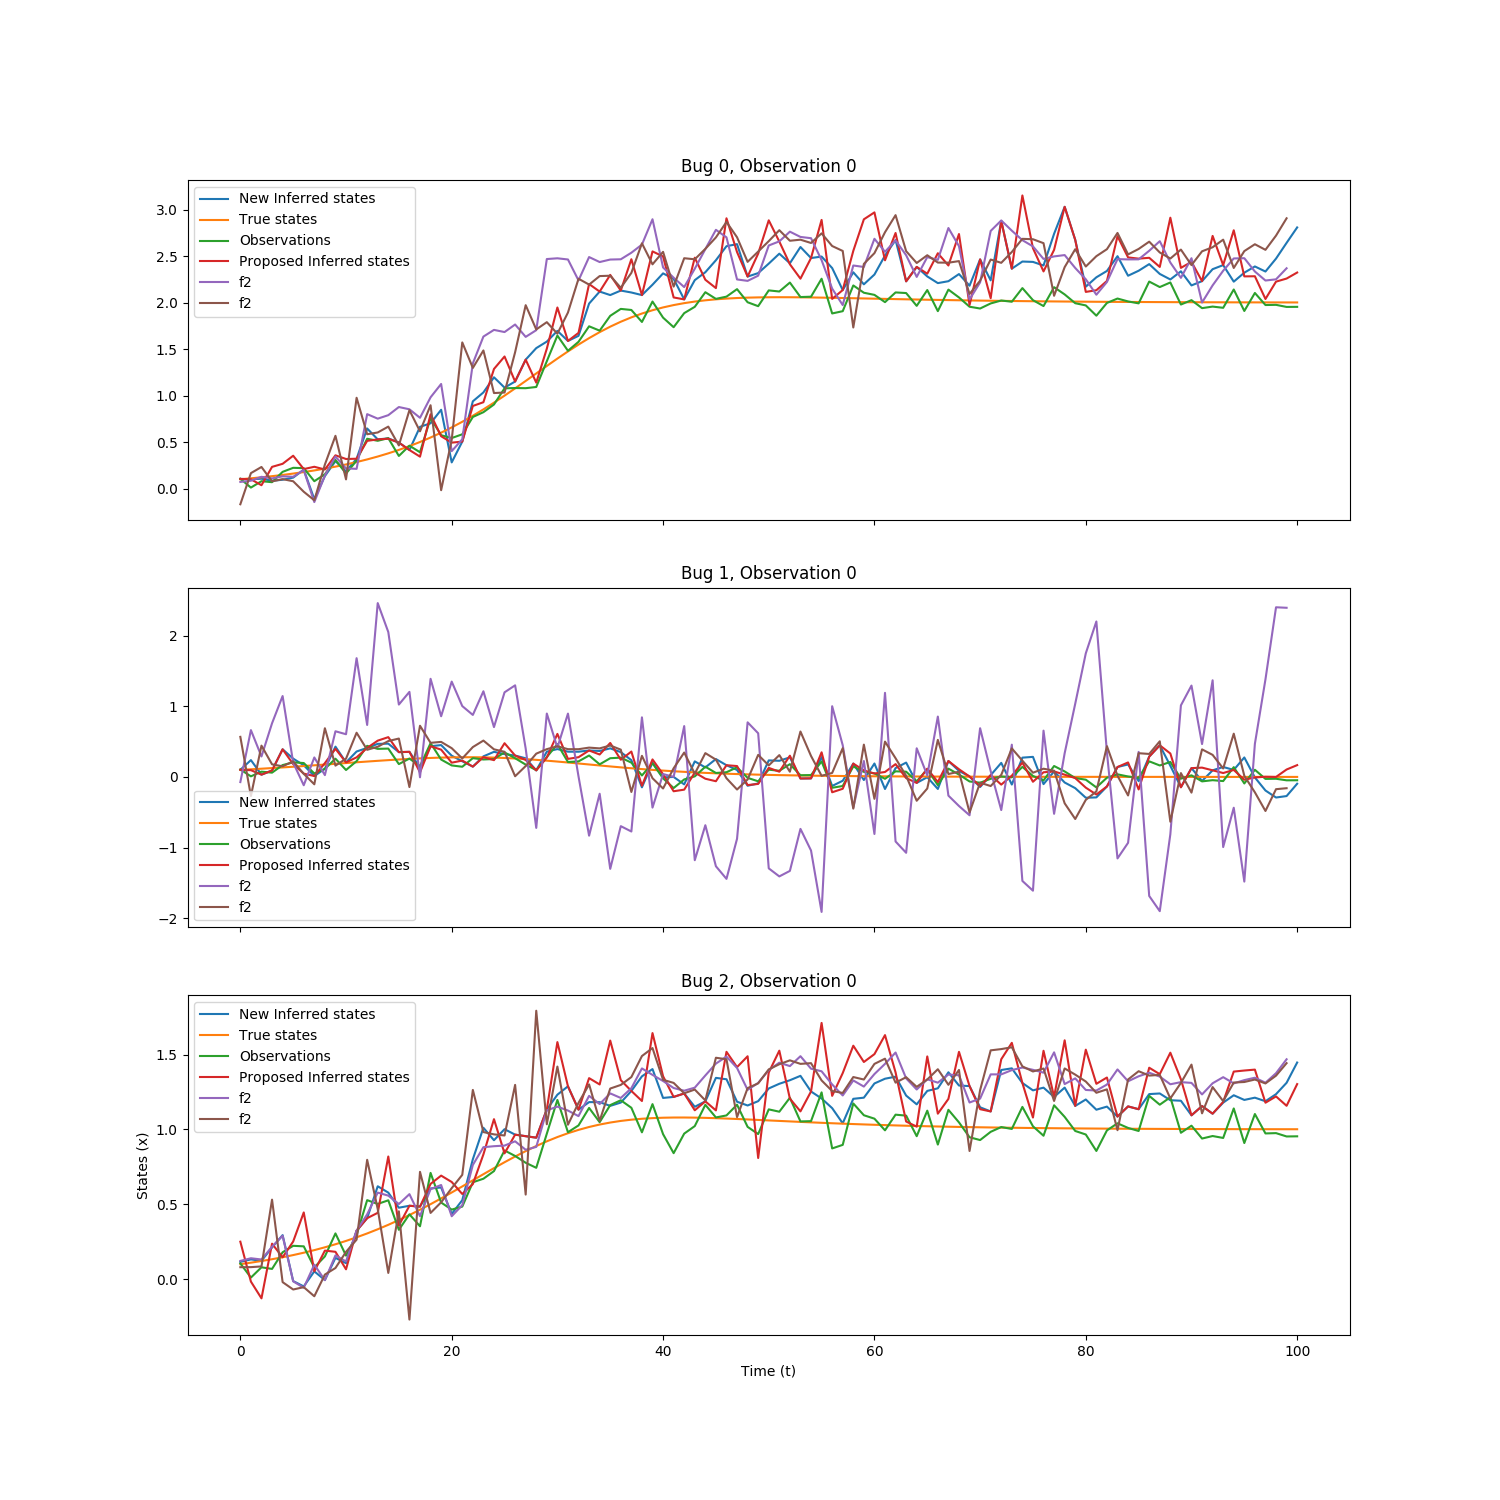 Bug 0, Observation 0
New Inferred states
True states
Observations
Proposed Inferred states
f2
f2
3.0
2.5
2.0
1.5
1.0
0.5
0.0
Bug 1, Observation 0
2
1
0
−1
−2
New Inferred states
True states
Observations
Proposed Inferred states
f2
f2
Bug 2, Observation 0
New Inferred states
True states
Observations
Proposed Inferred states
f2
f2
1.5
1.0
0.5
0.0
States (x)
0 20 40 60 80 100
Time (t)